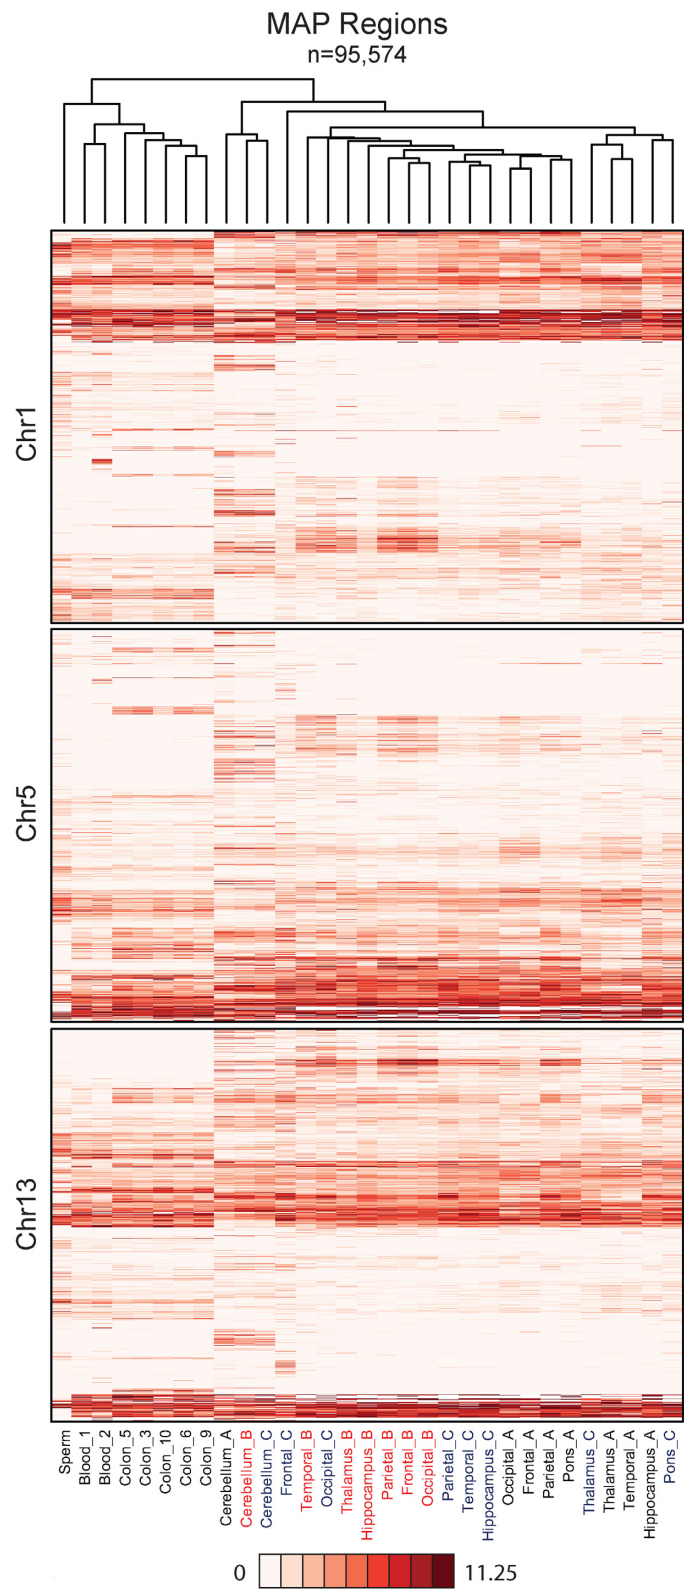 MAP Regions
n=95,574
Chr1
Chr5
Chr13
Sperm
Blood_1
Blood_2
Colon_5
Colon_3
Colon_10
Colon_6
Colon_9
Cerebellum_A
Cerebellum_B
Cerebellum_C
Frontal_C
Temporal_B
Occipital_C
Thalamus_B
Hippocampus_B
Parietal_B
Frontal_B
Occipital_B
Parietal_C
Temporal_C
Hippocampus_C
Occipital_A
Frontal_A
Parietal_A
Pons_A
Thalamus_C
Thalamus_A
Temporal_A
Hippocampus_A
Pons_C
0 11.25